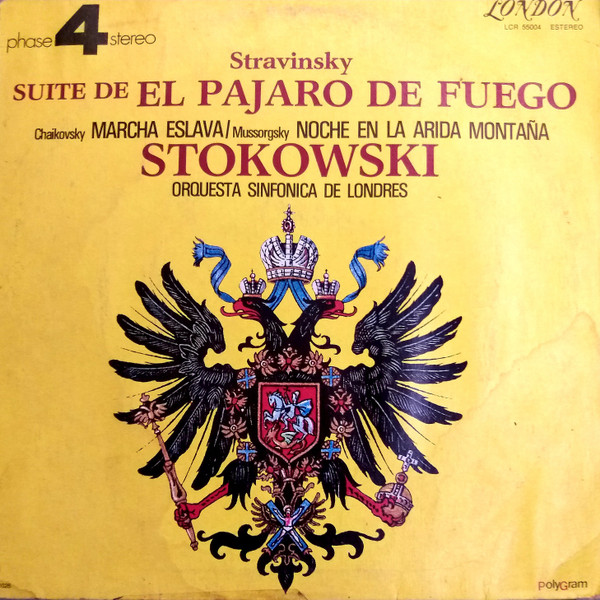 phase 4 stereo
LONDON
LCR 55004 ESTEREO
Stravinsky
SUITE DE EL PAJARO DE FUEGO
Chaikovsky MARCHA ESLAVA/Mussorgsky NOCHE EN LA ARIDA MONTAÑA
STOKOWSKI
ORQUESTA SINFONICA DE LONDRES
PolyGram